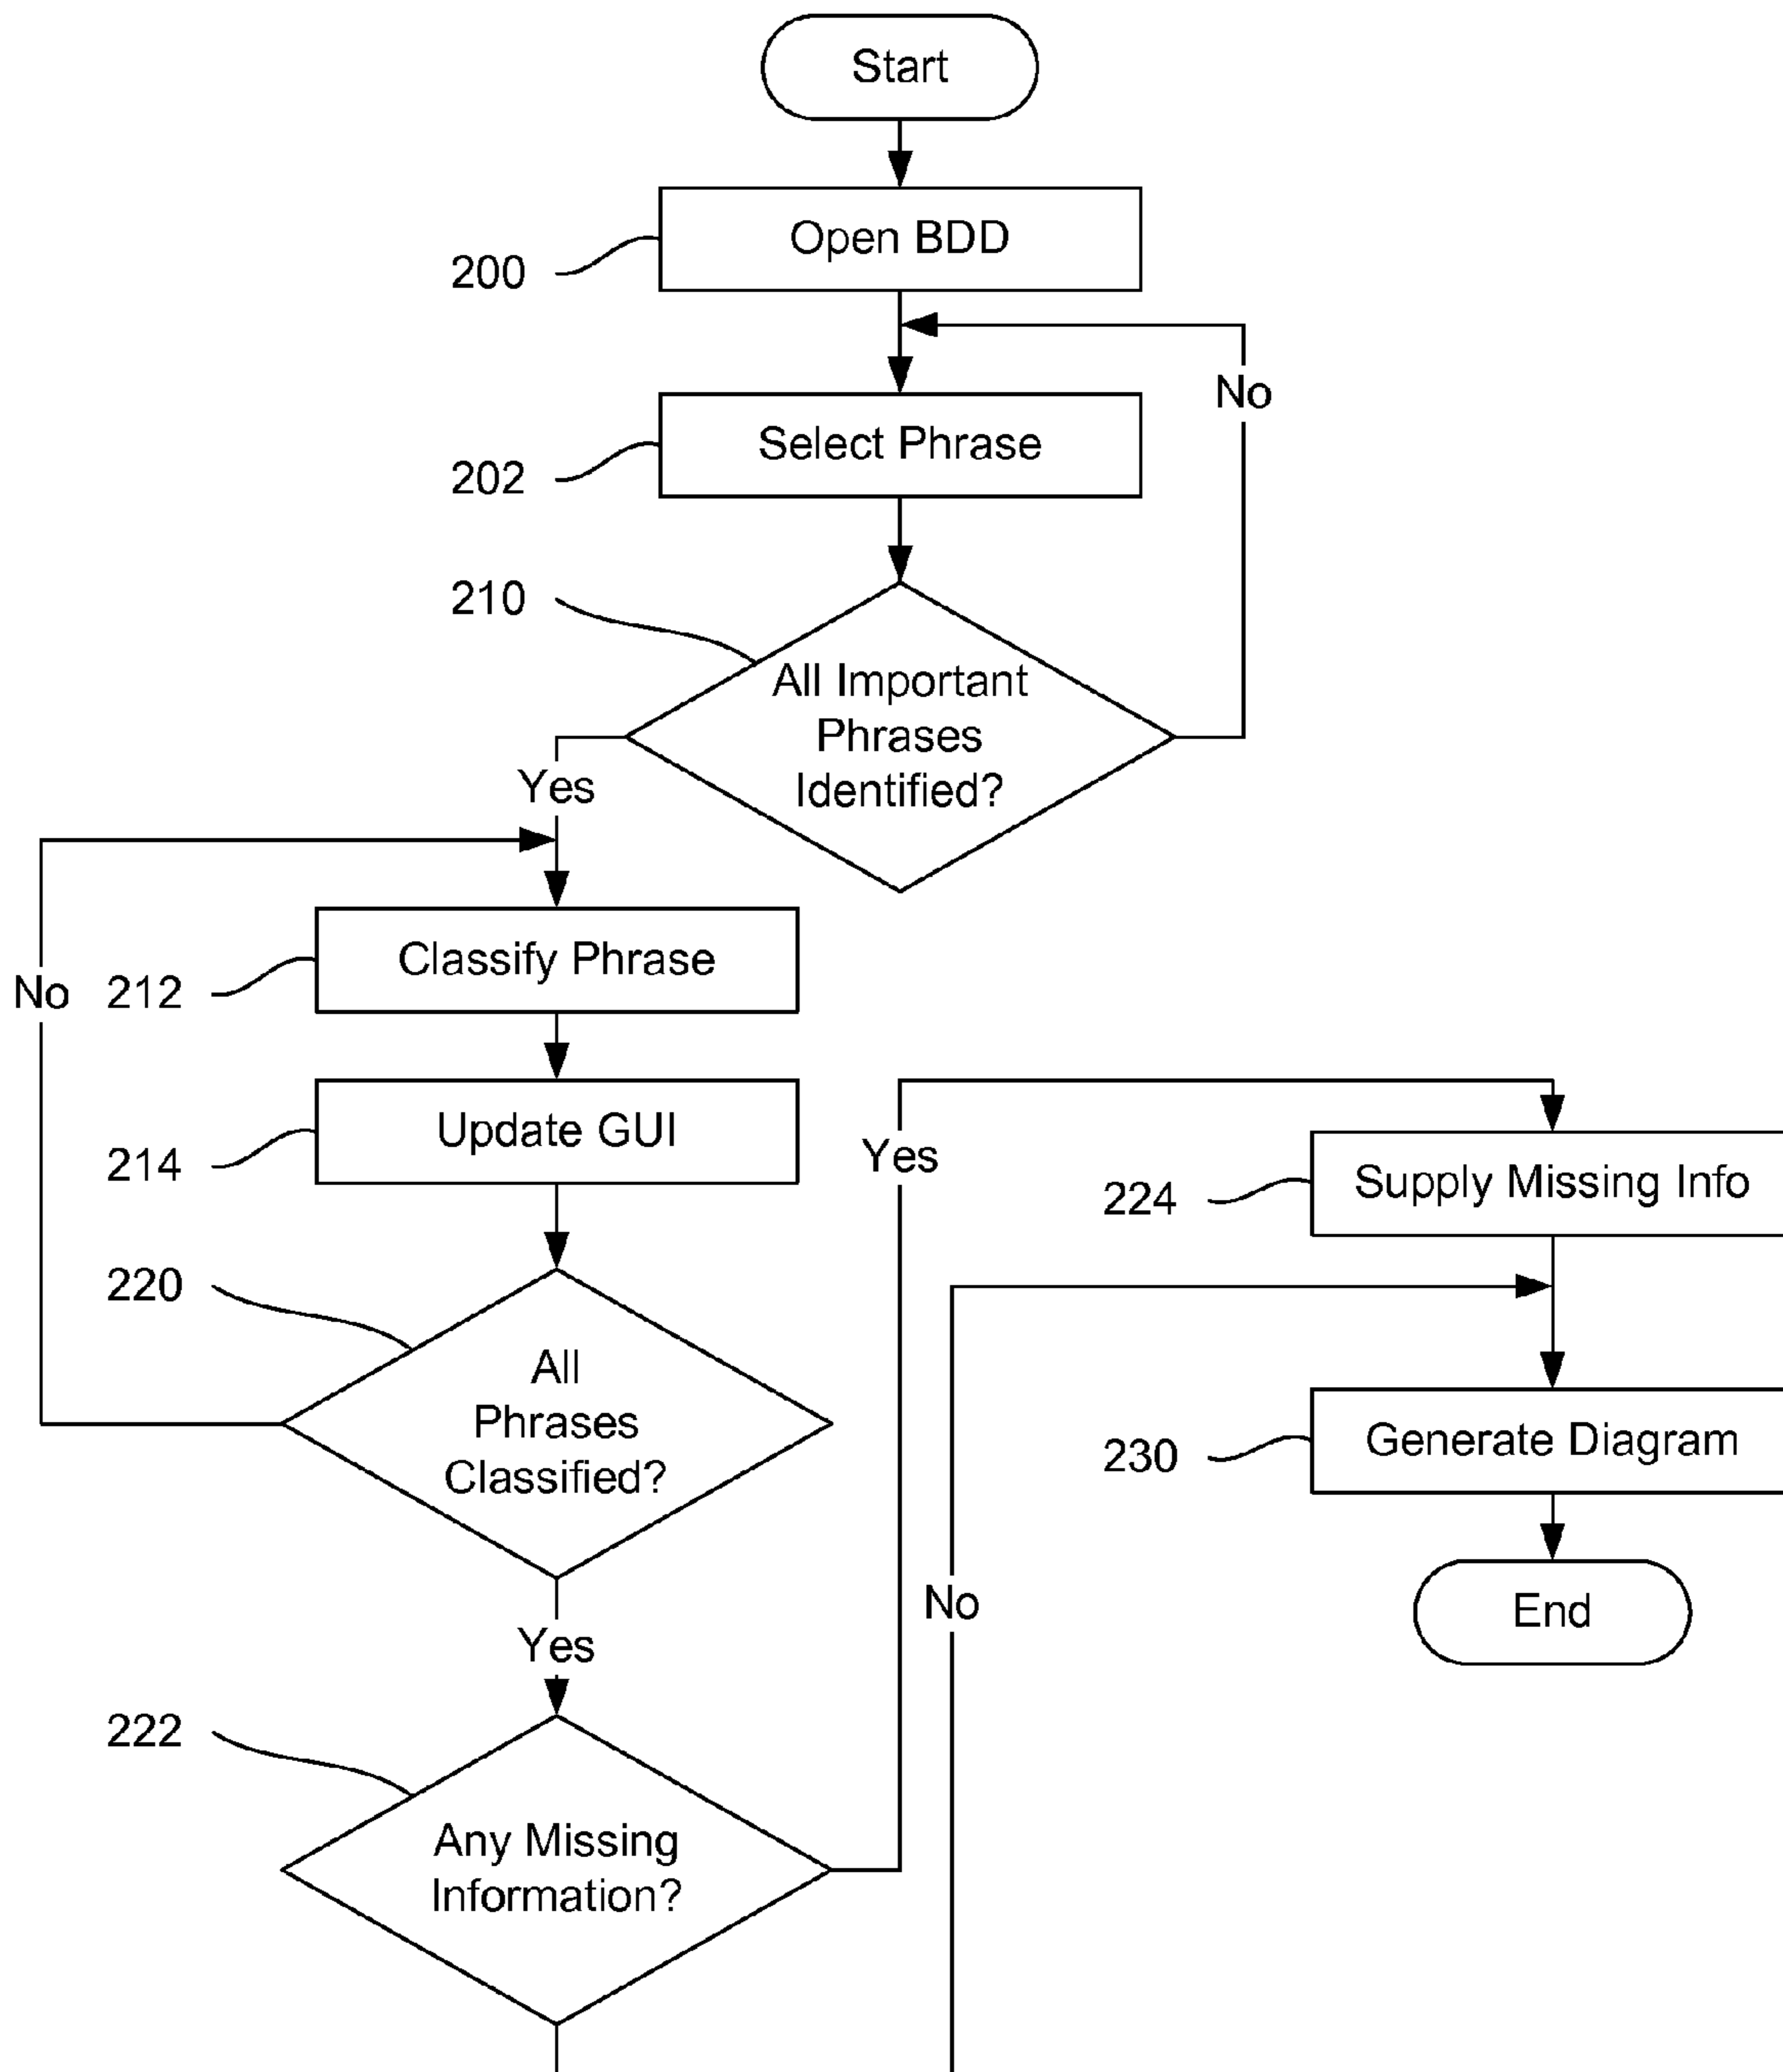 Start
Open BDD
200
No
Select Phrase
202
210
All Important
Phrases
Identified?
Yes
Classify Phrase
No
212
Update GUI
214
Yes
Supply Missing Info
224
220
All
Phrases
Classified?
Generate Diagram
230
No
End
Yes
222
Any Missing
Information?